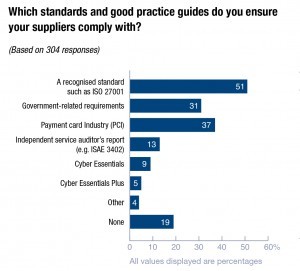 Which standards and good practice guides do you ensure
your suppliers comply with?
(Based on 304 responses)
A recognised standard
such as ISO 27001
51
Government-related requirements
31
Payment card Industry (PCI)
37
Independent service auditor's report
(e.g. ISAE 3402)
13
Cyber Essentials
9
Cyber Essentials Plus
5
Other
4
None
19
0 10 20 30 40 50 60%
All values displayed are percentages